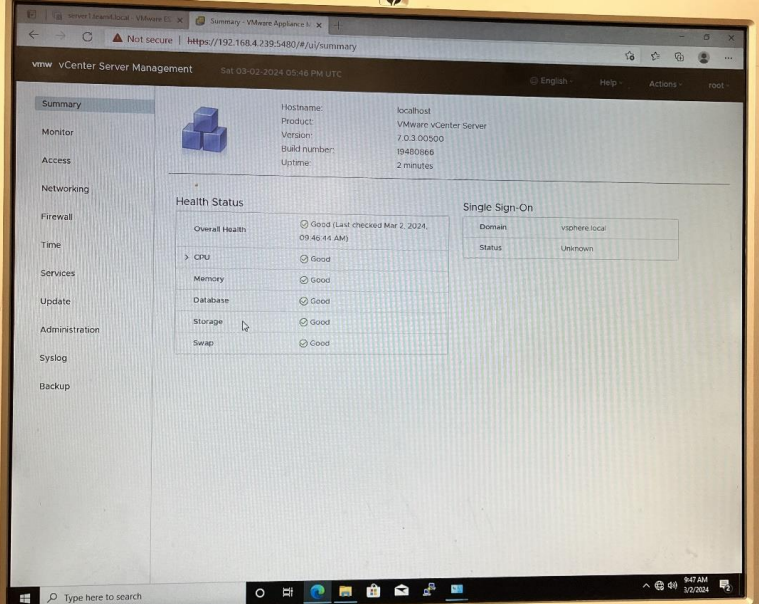 Summary - VMware Appliance
Not secure | https://192.168.4.239:5480/#/ui/summary
vmw vCenter Server Management
Sat 03-02-2024 05:46 PM UTC
English
Help
Actions
root
Summary
Monitor
Access
Networking
Firewall
Time
Services
Update
Administration
Syslog
Backup
Hostname: localhost
Product: VMware vCenter Server
Version: 7.0.3.00500
Build number: 19480866
Uptime: 2 minutes
Health Status
Overall Health
Good (Last checked Mar 2, 2024,
09:46:44 AM)
CPU Good
Memory Good
Database Good
Storage Good
Swap Good
Single Sign-On
Domain vsphere.local
Status Unknown
Type here to search
9:47 AM
3/2/2024
2